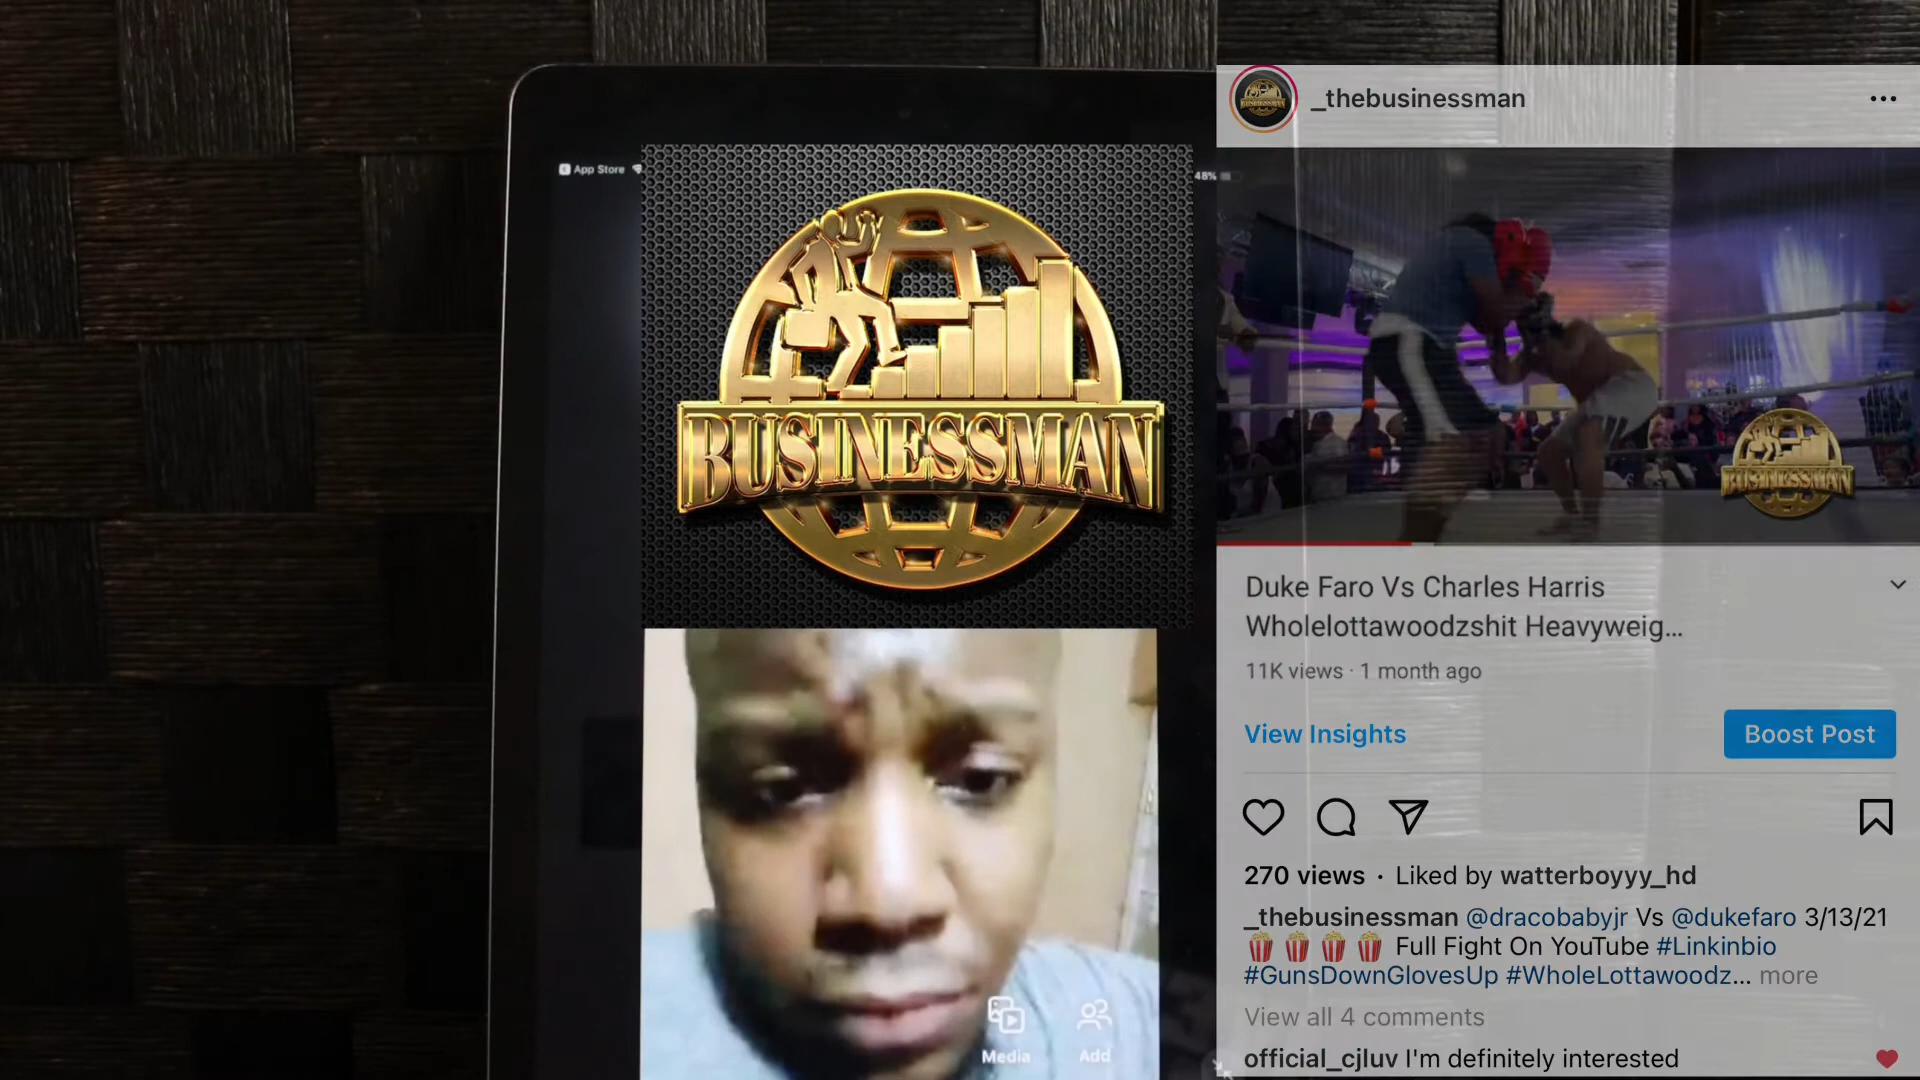 App Store
48%
BUSINESSMAN
Media
Add
_thebusinessman
BUSINESSMAN
Duke Faro Vs Charles Harris
Wholelottawoodzshit Heavyweig...
11K views · 1 month ago
View Insights
Boost Post
270 views · Liked by watterboyyy_hd
_thebusinessman @dracobabyjr Vs @dukefaro 3/13/21
🍿 🍿 🍿 🍿 Full Fight On YouTube #Linkinbio
#GunsDownGlovesUp #WholeLottawoodz... more
View all 4 comments
official_cjluv I'm definitely interested